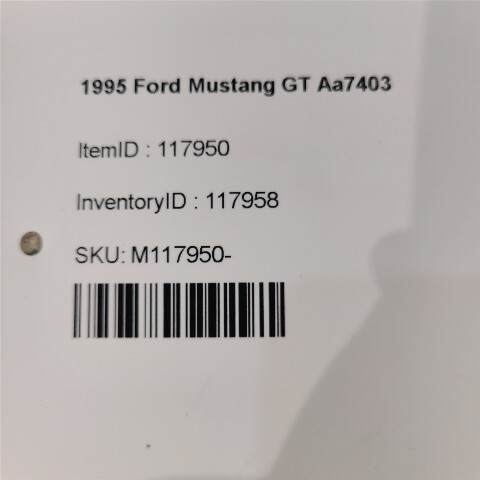 1995 Ford Mustang GT Aa7403
ItemID : 117950
InventoryID : 117958
SKU: M117950-